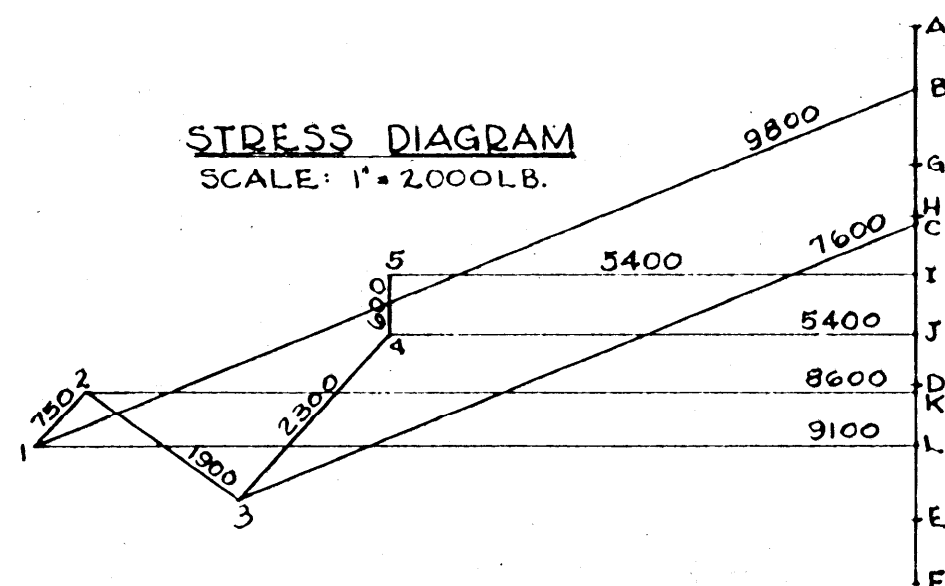 A
B
9800
STRESS DIAGRAM
G
SCALE: 1" = 2000 LB.
H
C
7600
5
5400
I
600
5400
J
4
2
8600
D
K
750
2300
9100
L
1
1900
3
E
F